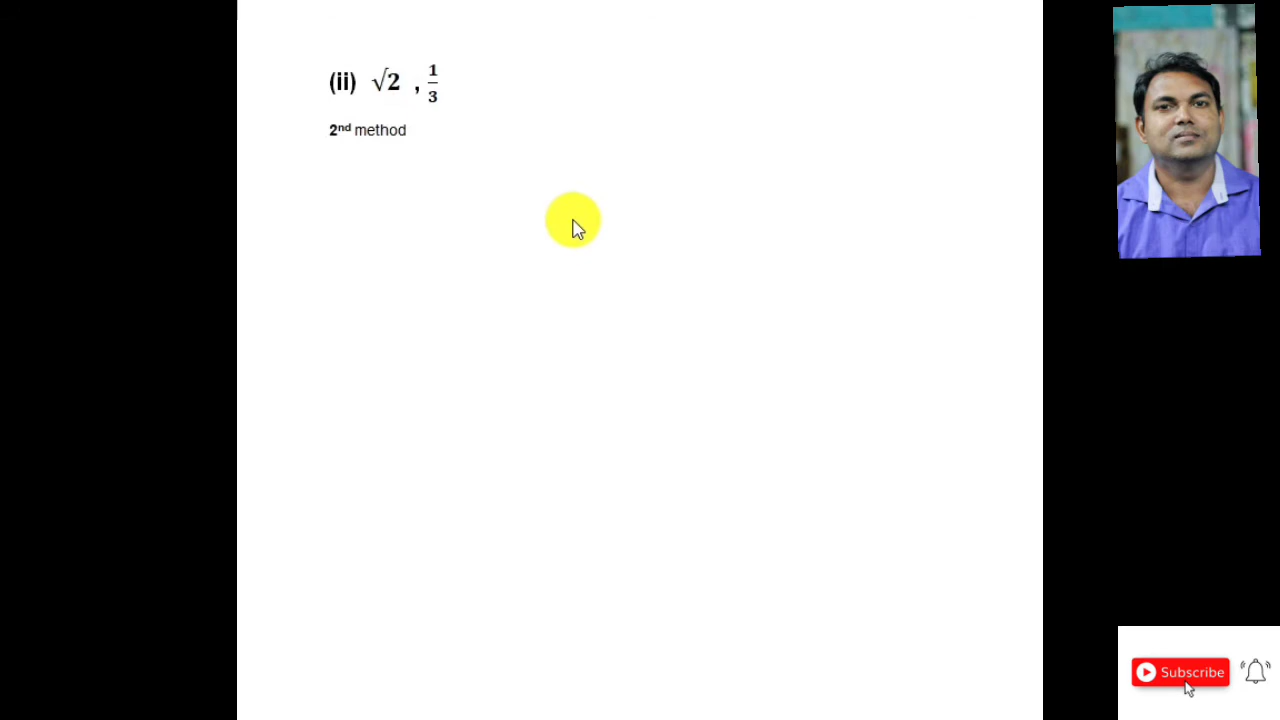 (ii) √2 , 1/3
2nd method
Subscribe